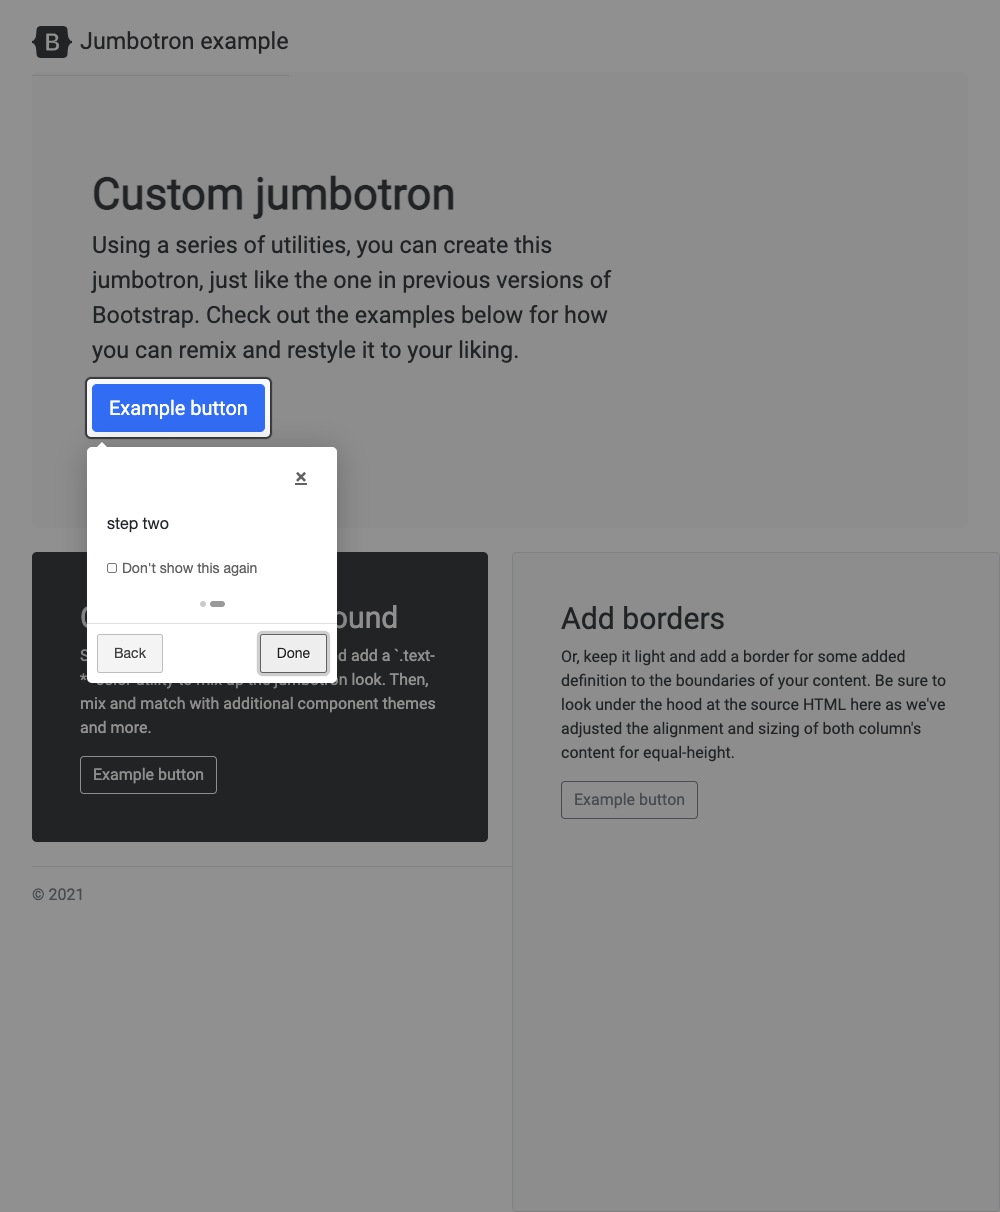 B Jumbotron example
Custom jumbotron
Using a series of utilities, you can create this
jumbotron, just like the one in previous versions of
Bootstrap. Check out the examples below for how
you can remix and restyle it to your liking.
Example button
×
step two
Don't show this again
Back
Done
ound
d add a `.text-
look. Then,
mix and match with additional component themes
and more.
Example button
Add borders
Or, keep it light and add a border for some added
definition to the boundaries of your content. Be sure to
look under the hood at the source HTML here as we've
adjusted the alignment and sizing of both column's
content for equal-height.
Example button
© 2021